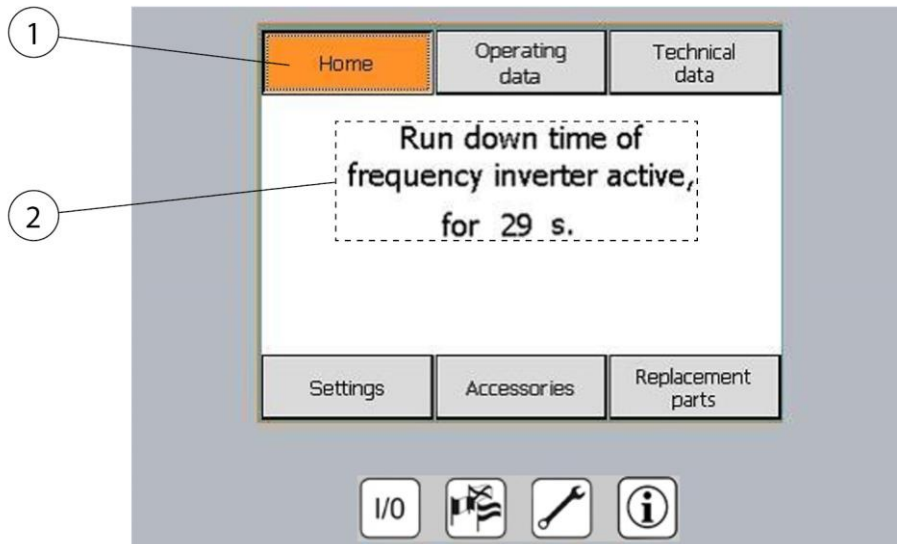 1
Home
Operating
data
Technical
data
Run down time of
frequency inverter active,
2
for 29 s.
Settings
Accessories
Replacement
parts
I/0
i